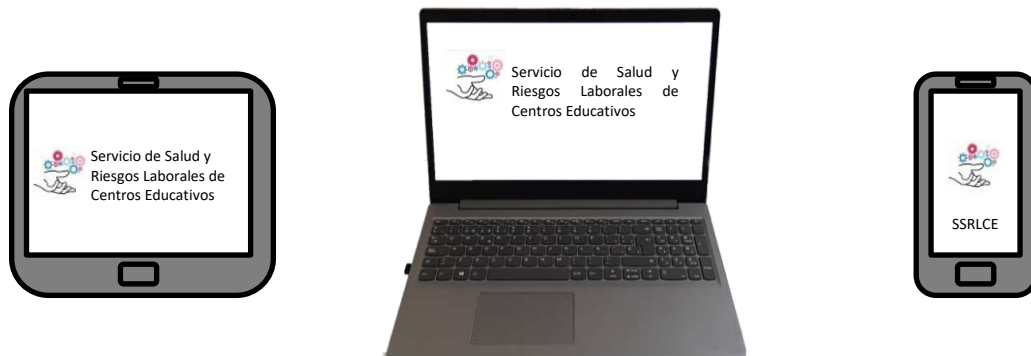 Servicio de Salud y
Riesgos Laborales de
Centros Educativos
Servicio de Salud y
Riesgos Laborales de
Centros Educativos
SSRLCE